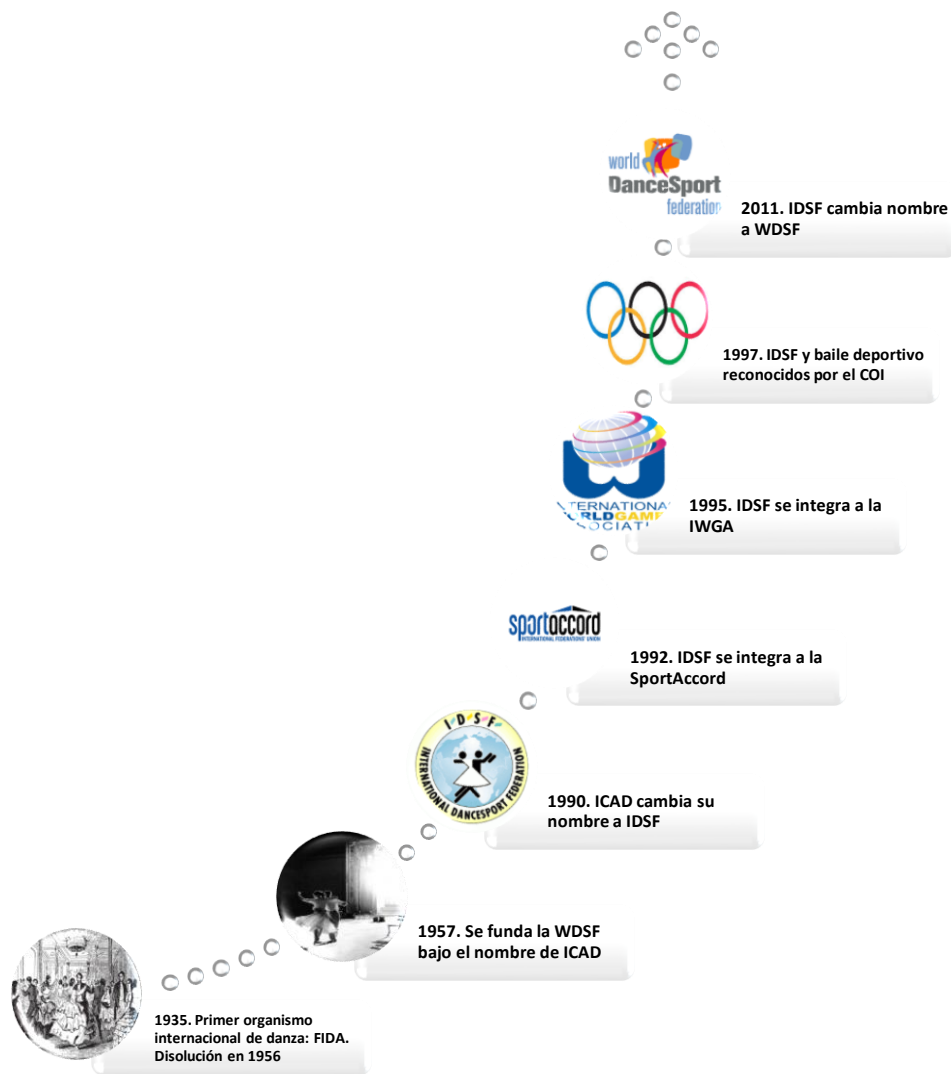 world
DanceSport
federation
2011. IDSF cambia nombre
a WDSF
1997. IDSF y baile deportivo
reconocidos por el COI
1995. IDSF se integra a la
IWGA
sportaccord
INTERNATIONAL FEDERATIONS' UNION
1992. IDSF se integra a la
SportAccord
I·D·S·F
INTERNATIONAL DANCESPORT FEDERATION
1990. ICAD cambia su
nombre a IDSF
1957. Se funda la WDSF
bajo el nombre de ICAD
1935. Primer organismo
internacional de danza: FIDA.
Disolución en 1956